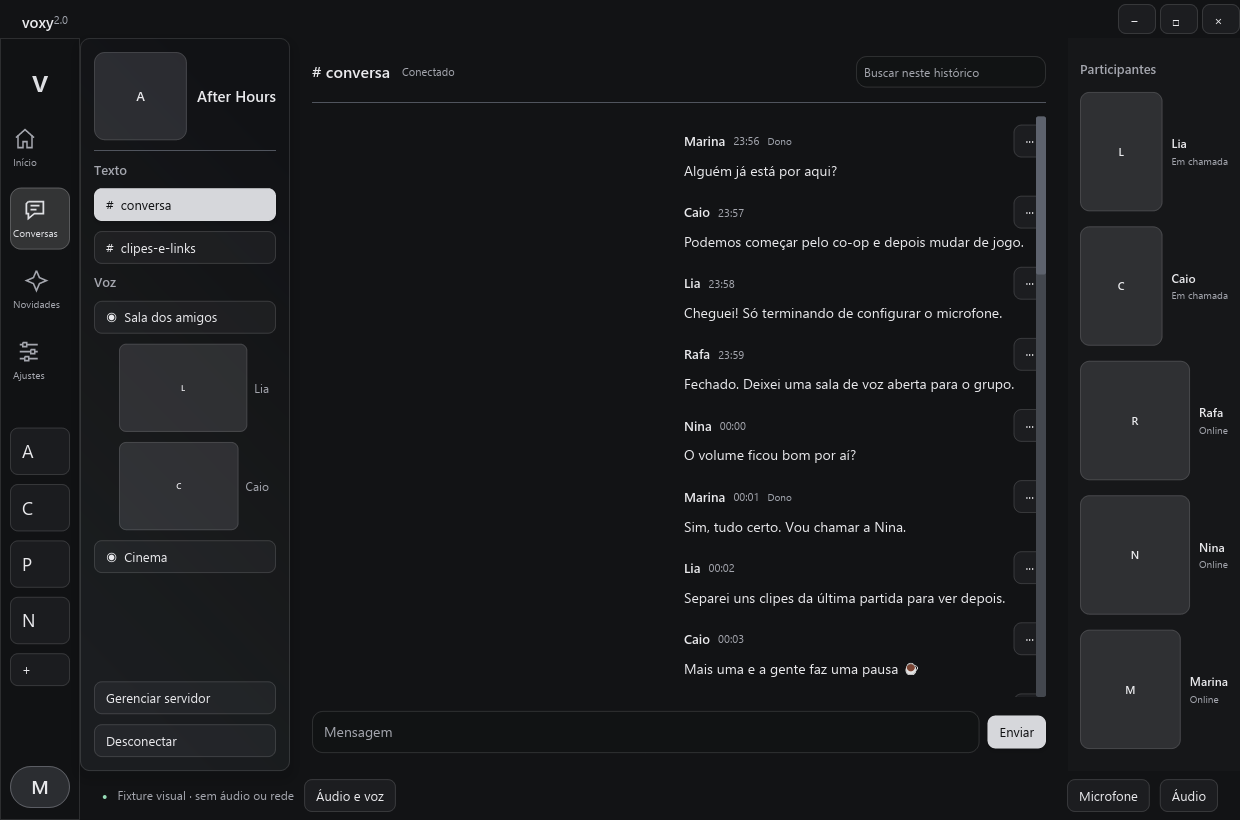 voxy2.0
V
Início
Conversas
Novidades
Ajustes
A
C
P
N
+
M
A
After Hours
Texto
# conversa
# clipes-e-links
Voz
◉ Sala dos amigos
L
Lia
C
Caio
◉ Cinema
Gerenciar servidor
Desconectar
# conversa Conectado
Buscar neste histórico
Marina 23:56 Dono
...
Alguém já está por aqui?
Caio 23:57
...
Podemos começar pelo co-op e depois mudar de jogo.
Lia 23:58
...
Cheguei! Só terminando de configurar o microfone.
Rafa 23:59
...
Fechado. Deixei uma sala de voz aberta para o grupo.
Nina 00:00
...
O volume ficou bom por aí?
Marina 00:01 Dono
...
Sim, tudo certo. Vou chamar a Nina.
Lia 00:02
...
Separei uns clipes da última partida para ver depois.
Caio 00:03
...
Mais uma e a gente faz uma pausa ☕
Mensagem
Enviar
Participantes
L
Lia
Em chamada
C
Caio
Em chamada
R
Rafa
Online
N
Nina
Online
M
Marina
Online
• Fixture visual · sem áudio ou rede
Áudio e voz
Microfone
Áudio